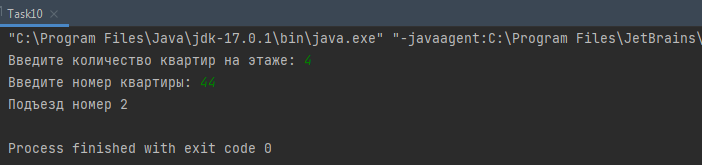 Task10
"C:\Program Files\Java\jdk-17.0.1\bin\java.exe" "-javaagent:C:\Program Files\JetBrains\
Введите количество квартир на этаже: 4
Введите номер квартиры: 44
Подъезд номер 2
Process finished with exit code 0